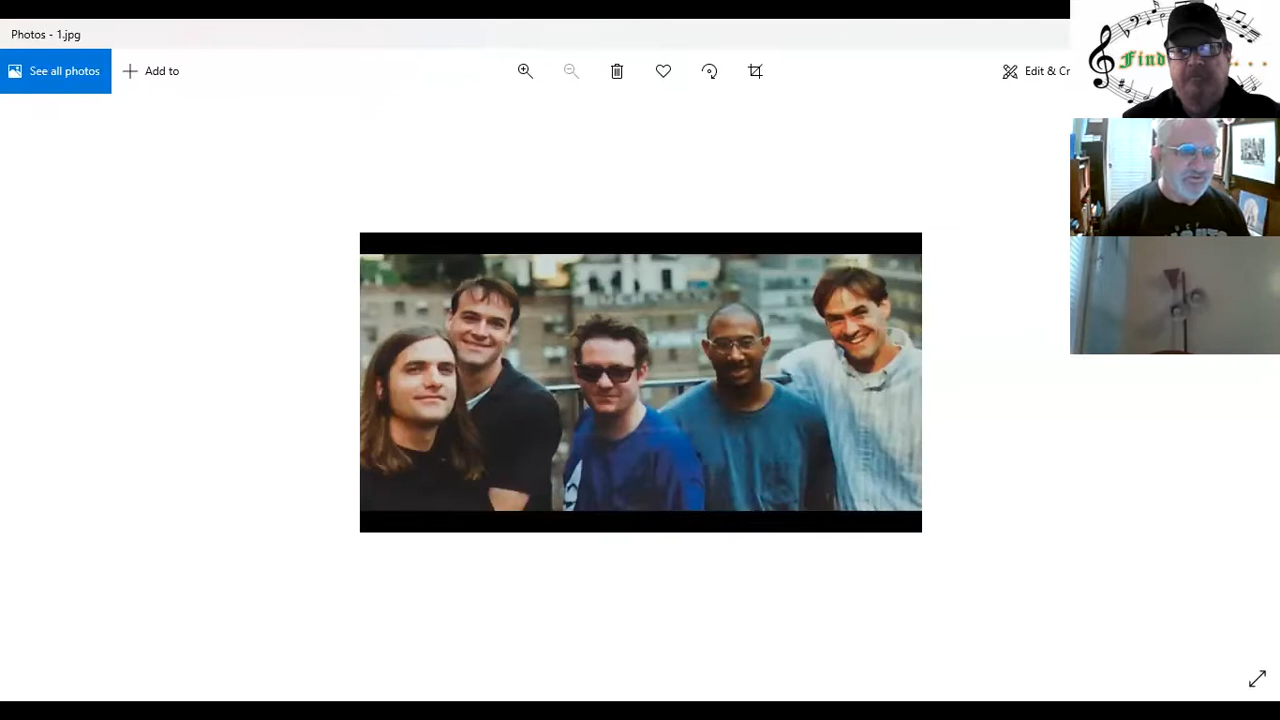 Photos - 1.jpg
See all photos
Add to
Edit & Cr
Find